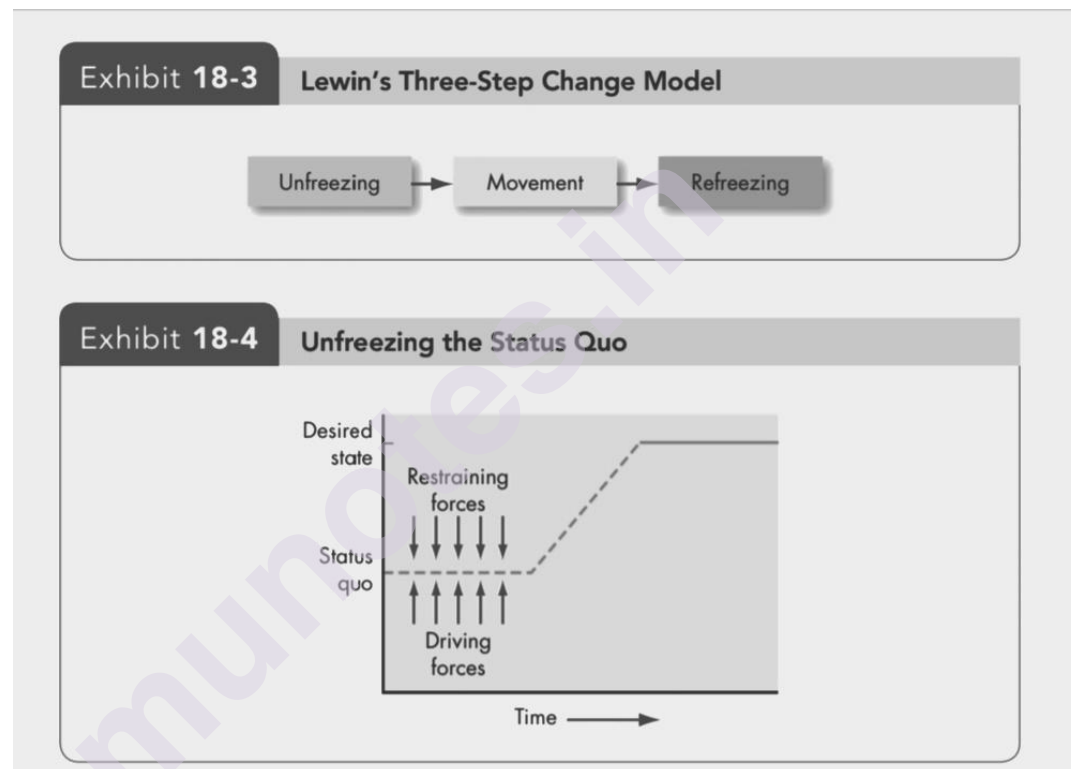 Exhibit 18-3 Lewin's Three-Step Change Model
Unfreezing Movement Refreezing
Exhibit 18-4 Unfreezing the Status Quo
Desired
state
Restraining
forces
Status
quo
Driving
forces
Time
munotes.in